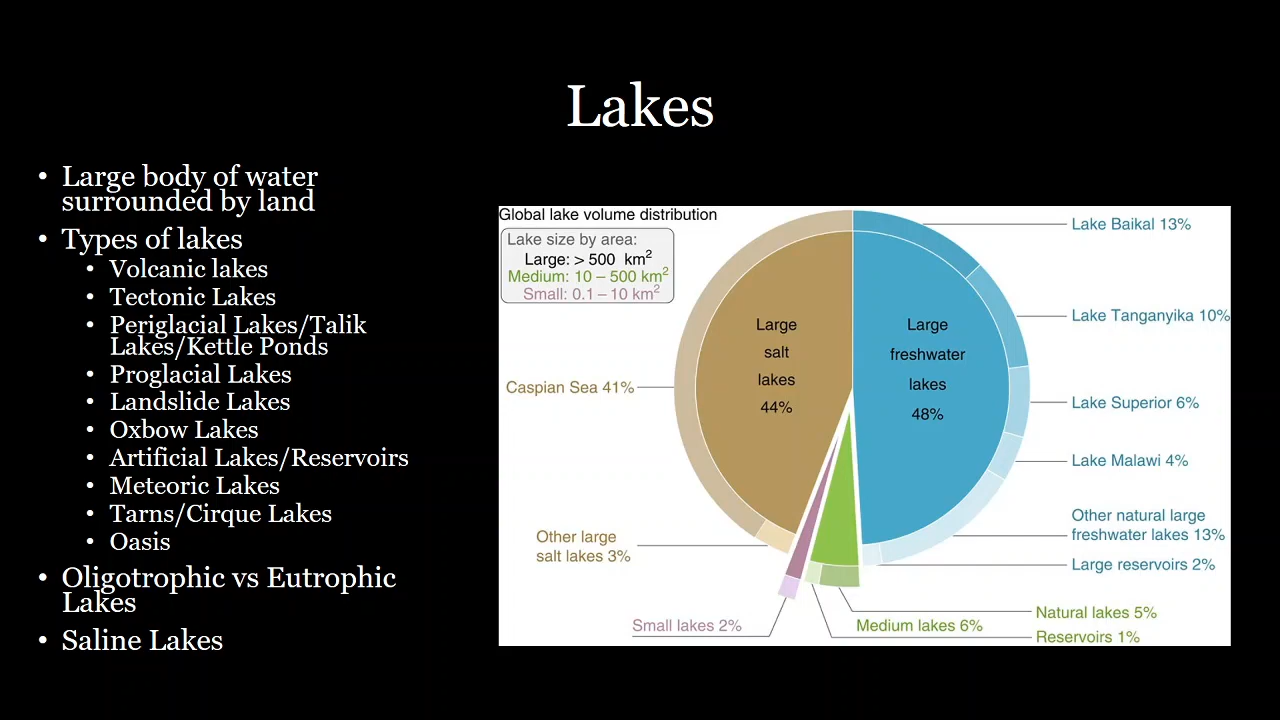 Lakes
• Large body of water
surrounded by land
• Types of lakes
• Volcanic lakes
• Tectonic Lakes
• Periglacial Lakes/Talik
Lakes/Kettle Ponds
• Proglacial Lakes
• Landslide Lakes
• Oxbow Lakes
• Artificial Lakes/Reservoirs
• Meteoric Lakes
• Tarns/Cirque Lakes
• Oasis
• Oligotrophic vs Eutrophic
Lakes
• Saline Lakes
Global lake volume distribution
Lake size by area:
Large: > 500 km²
Medium: 10 – 500 km²
Small: 0.1 – 10 km²
Large
salt
lakes
44%
Large
freshwater
lakes
48%
Caspian Sea 41%
Other large
salt lakes 3%
Small lakes 2%
Medium lakes 6%
Lake Baikal 13%
Lake Tanganyika 10%
Lake Superior 6%
Lake Malawi 4%
Other natural large
freshwater lakes 13%
Large reservoirs 2%
Natural lakes 5%
Reservoirs 1%